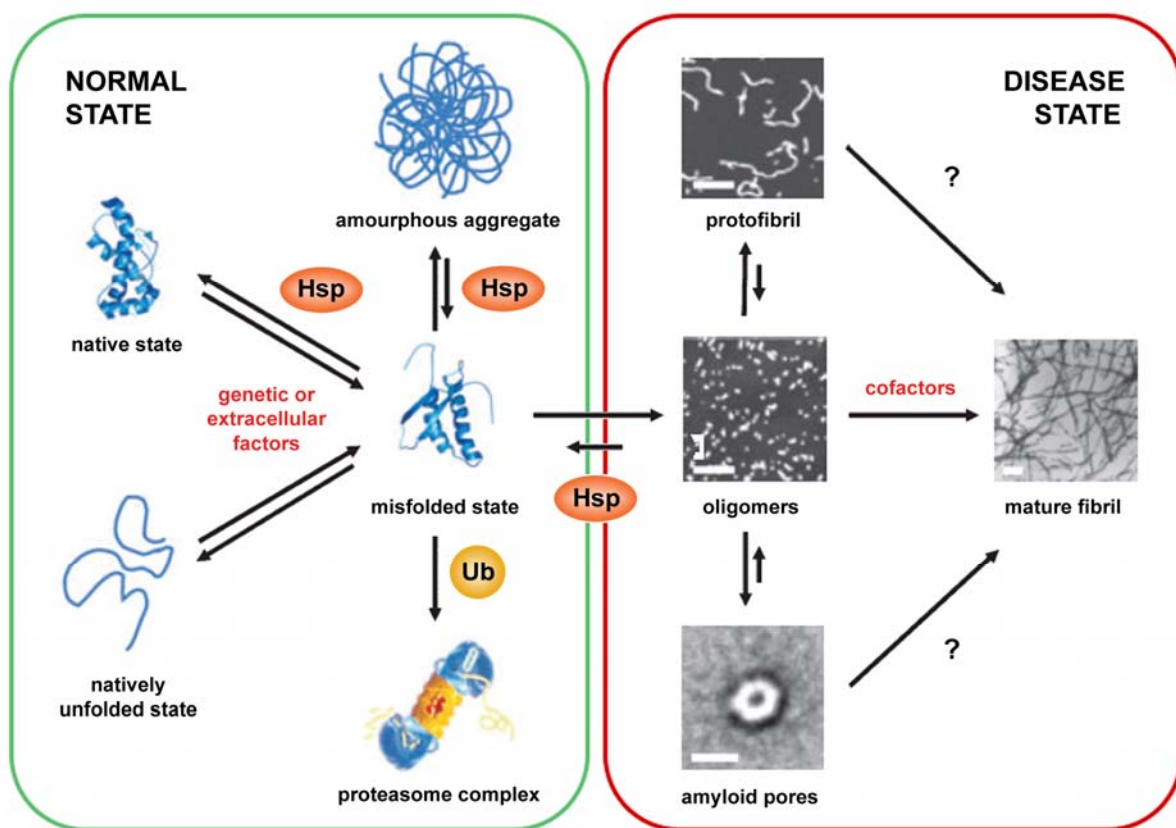 NORMAL
STATE
DISEASE
STATE
amourphous aggregate
protofibril
Hsp
Hsp
native state
genetic or
extracellular
factors
cofactors
misfolded state
Hsp
oligomers
mature fibril
Ub
natively
unfolded state
proteasome complex
amyloid pores
?
?